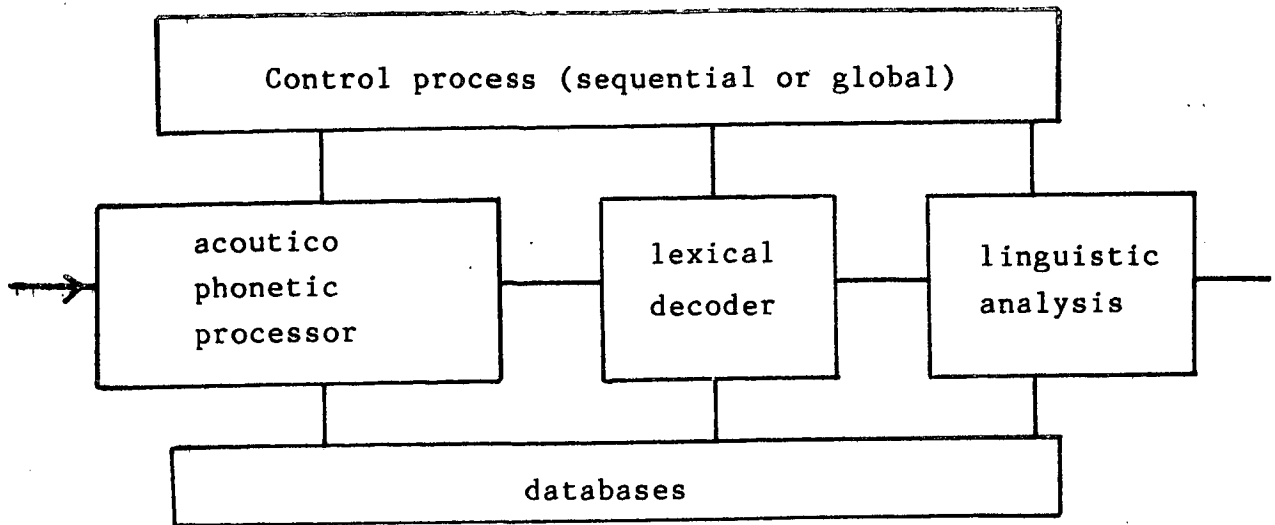 Control process (sequential or global)
acoutico
phonetic
processor
lexical
decoder
linguistic
analysis
databases